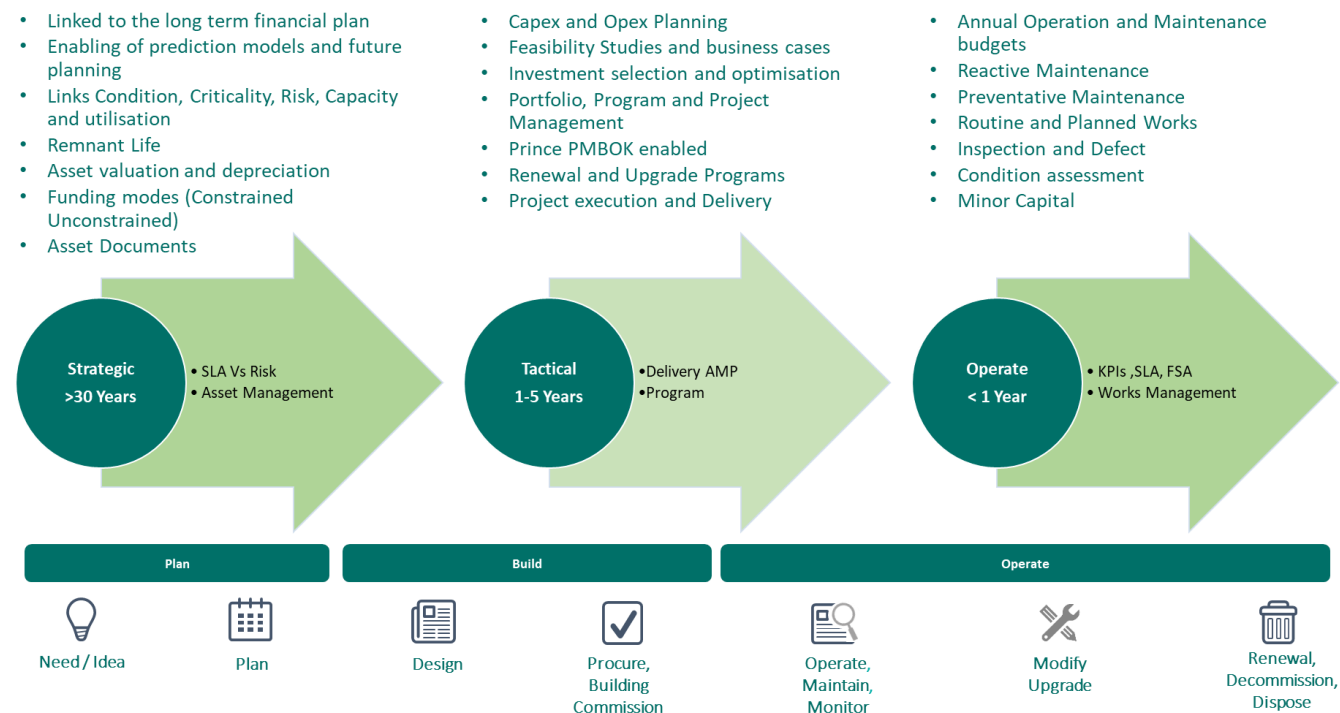 • Linked to the long term financial plan
• Enabling of prediction models and future
planning
• Links Condition, Criticality, Risk, Capacity
and utilisation
• Remnant Life
• Asset valuation and depreciation
• Funding modes (Constrained
Unconstrained)
• Asset Documents
• Capex and Opex Planning
• Feasibility Studies and business cases
• Investment selection and optimisation
• Portfolio, Program and Project
Management
• Prince PMBOK enabled
• Renewal and Upgrade Programs
• Project execution and Delivery
• Annual Operation and Maintenance
budgets
• Reactive Maintenance
• Preventative Maintenance
• Routine and Planned Works
• Inspection and Defect
• Condition assessment
• Minor Capital
Strategic
>30 Years
• SLA Vs Risk
• Asset Management
Tactical
1-5 Years
•Delivery AMP
•Program
Operate
< 1 Year
• KPIs ,SLA, FSA
• Works Management
Plan
Build
Operate
Need / Idea
Plan
Design
Procure,
Building
Commission
Operate,
Maintain,
Monitor
Modify
Upgrade
Renewal,
Decommission,
Dispose